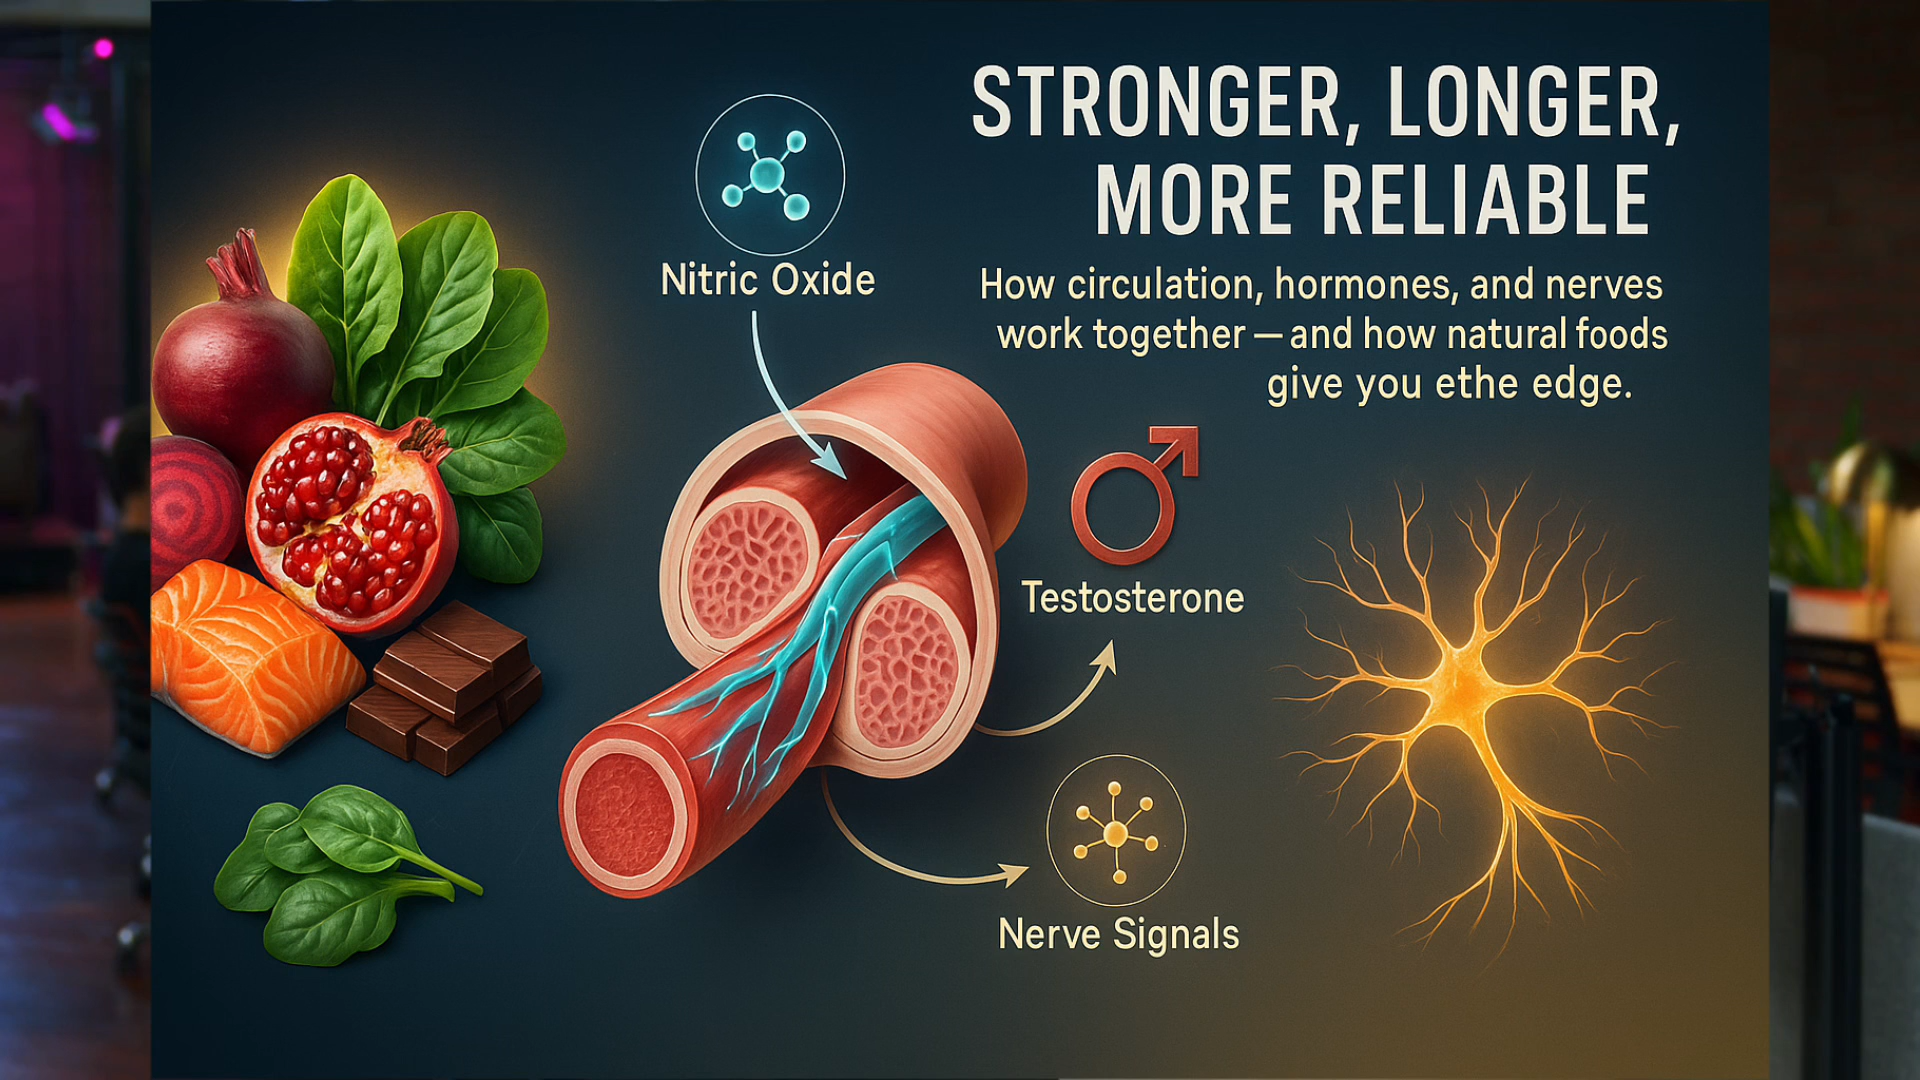 STRONGER, LONGER,
MORE RELIABLE
How circulation, hormones, and nerves
work together — and how natural foods
give you ethe edge.
Nitric Oxide
Testosterone
Nerve Signals